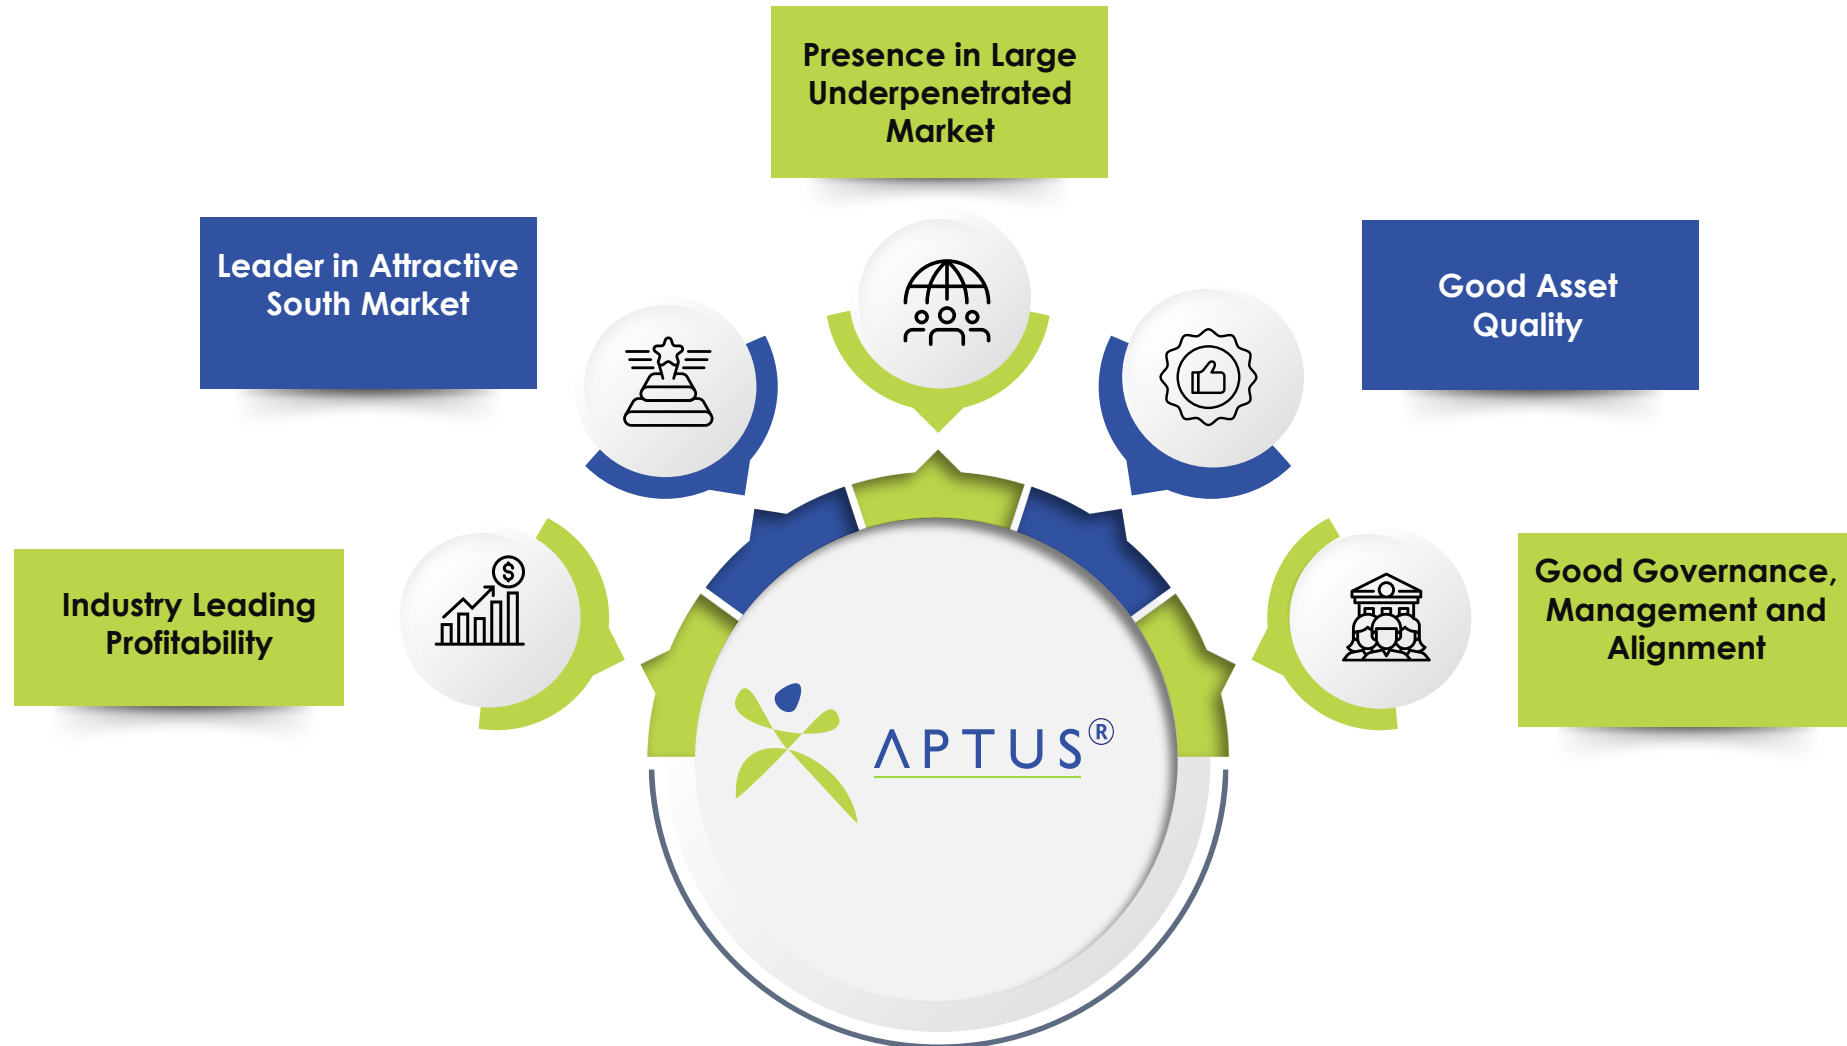 Presence in Large
Underpenetrated
Market
Leader in Attractive
South Market
Good Asset
Quality
Industry Leading
Profitability
Good Governance,
Management and
Alignment
$
APTUS®